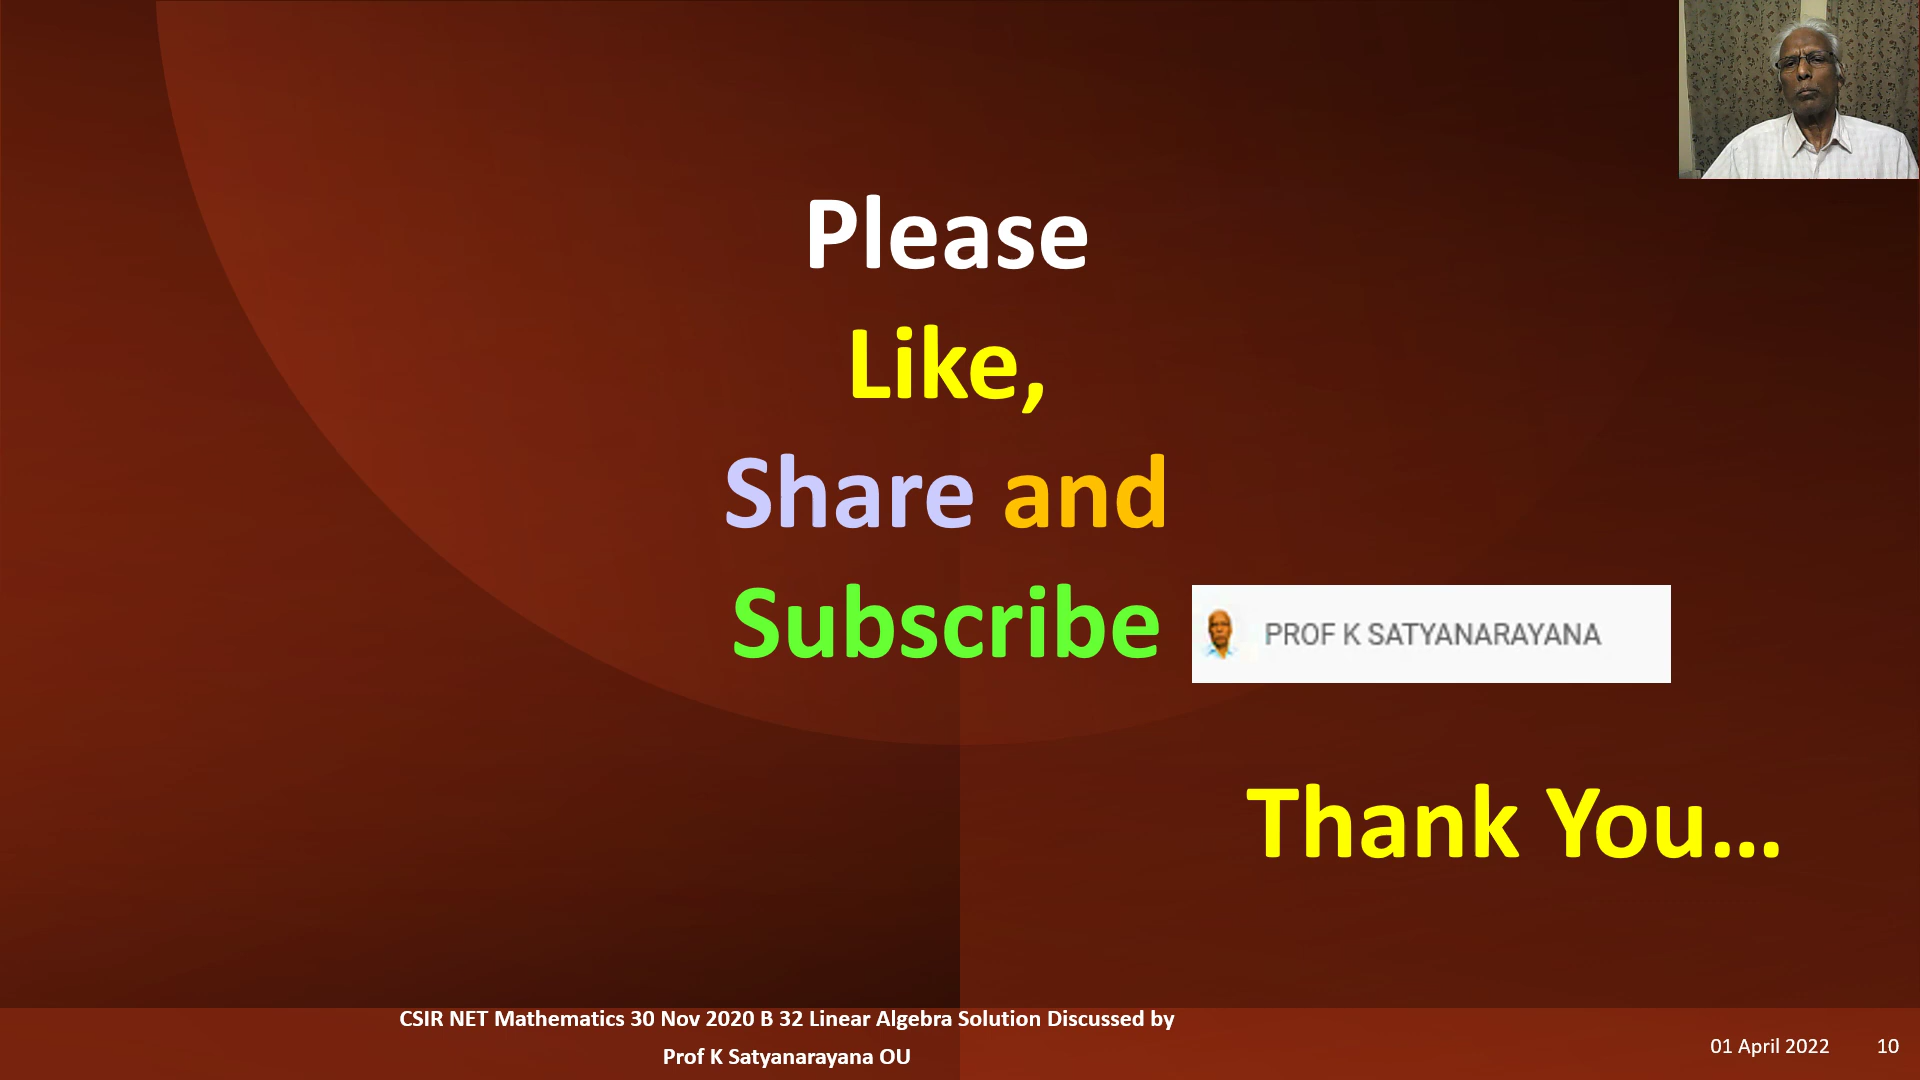 Please
Like,
Share and
Subscribe
PROF K SATYANARAYANA
Thank You...
CSIR NET Mathematics 30 Nov 2020 B 32 Linear Algebra Solution Discussed by
Prof K Satyanarayana OU
01 April 2022
10